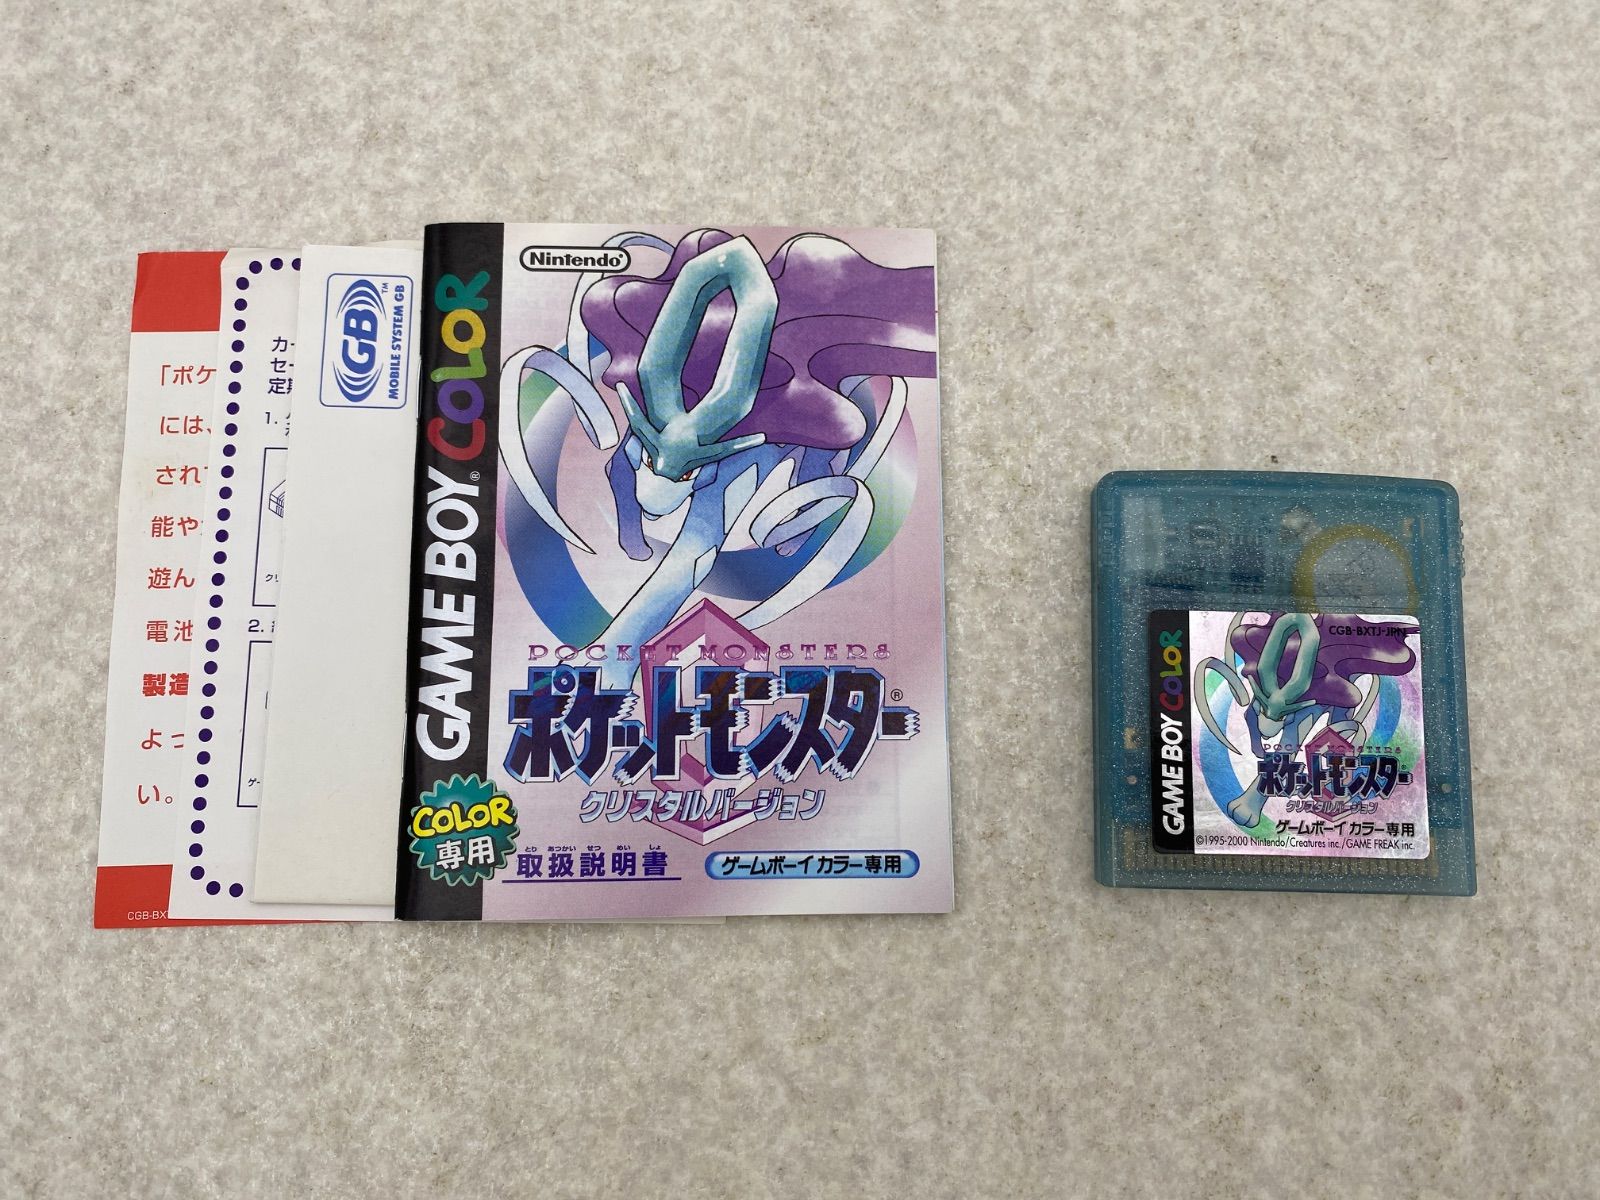 「ポケ
には、
され
能や
遊ん
電池
製造
よっ
い。
CGB-BX
カー
セー
定期
1.
2.
GB
TM
MOBILE SYSTEM GB
GAME BOY COLOR
®
Nintendo®
POCKET MONSTERS
ポケットモンスター®
クリスタルバージョン
COLOR
専用
とり あつかい せつ めい しょ
取扱説明書
ゲームボーイ カラー専用
CGB-BXTJ-JPN
GAME BOY COLOR
POCKET MONSTERS
ポケットモンスター
クリスタルバージョン
ゲームボーイ カラー専用
©1995-2000 Nintendo/Creatures inc./GAME FREAK inc.